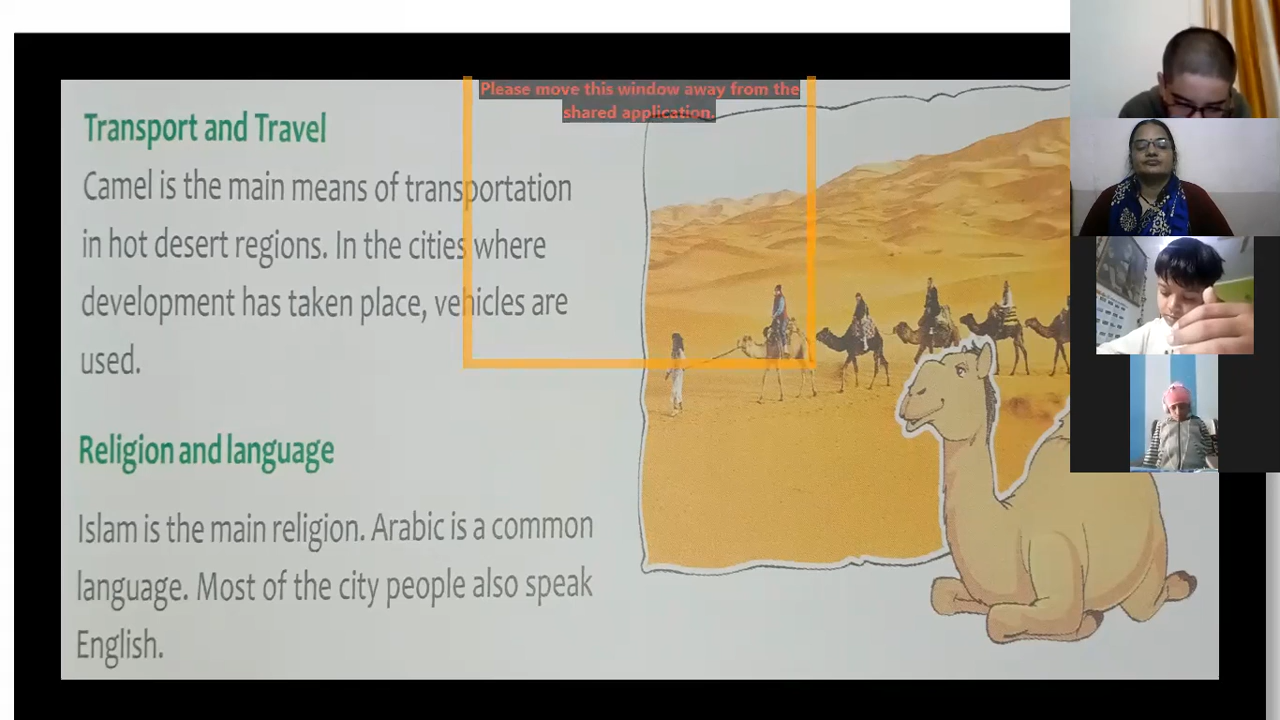 Please move this window away from the
shared application.
Transport and Travel
Camel is the main means of transportation
in hot desert regions. In the cities where
development has taken place, vehicles are
used.
Religion and language
Islam is the main religion. Arabic is a common
language. Most of the city people also speak
English.